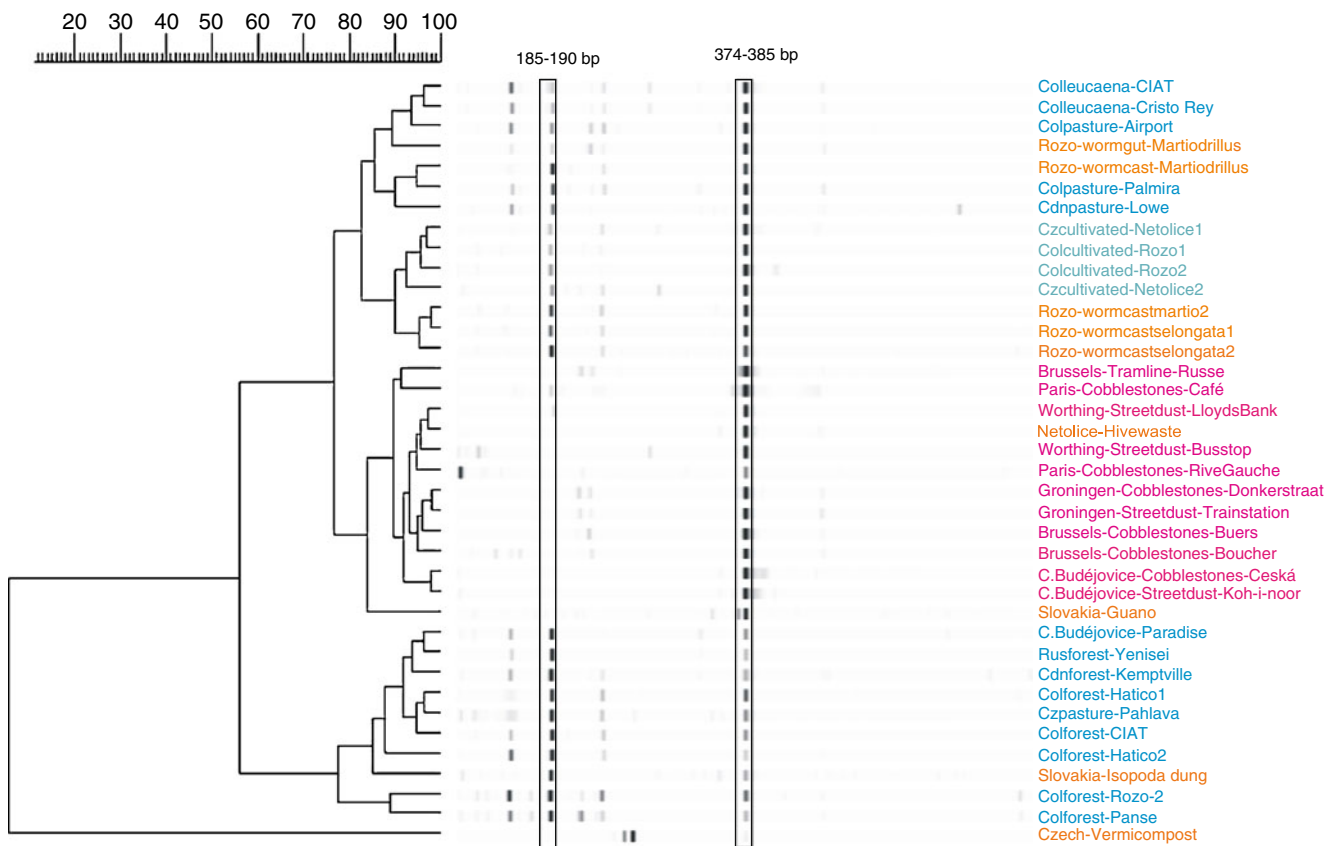 20 30 40 50 60 70 80 90 100
185-190 bp
374-385 bp
Colleucaena-CIAT
Colleucaena-Cristo Rey
Colpasture-Airport
Rozo-wormgut-Martiodrillus
Rozo-wormcast-Martiodrillus
Colpasture-Palmira
Cdnpasture-Lowe
Czcultivated-Netolice1
Colcultivated-Rozo1
Colcultivated-Rozo2
Czcultivated-Netolice2
Rozo-wormcastmartio2
Rozo-wormcastselongata1
Rozo-wormcastselongata2
Brussels-Tramline-Russe
Paris-Cobblestones-Café
Worthing-Streetdust-LloydsBank
Netolice-Hivewaste
Worthing-Streetdust-Busstop
Paris-Cobblestones-RiveGauche
Groningen-Cobblestones-Donkerstraat
Groningen-Streetdust-Trainstation
Brussels-Cobblestones-Buers
Brussels-Cobblestones-Boucher
C.Budéjovice-Cobblestones-Ceská
C.Budéjovice-Streetdust-Koh-i-noor
Slovakia-Guano
C.Budéjovice-Paradise
Rusforest-Yenisei
Cdnforest-Kemptville
Colforest-Hatico1
Czpasture-Pahlava
Colforest-CIAT
Colforest-Hatico2
Slovakia-Isopoda dung
Colforest-Rozo-2
Colforest-Panse
Czech-Vermicompost